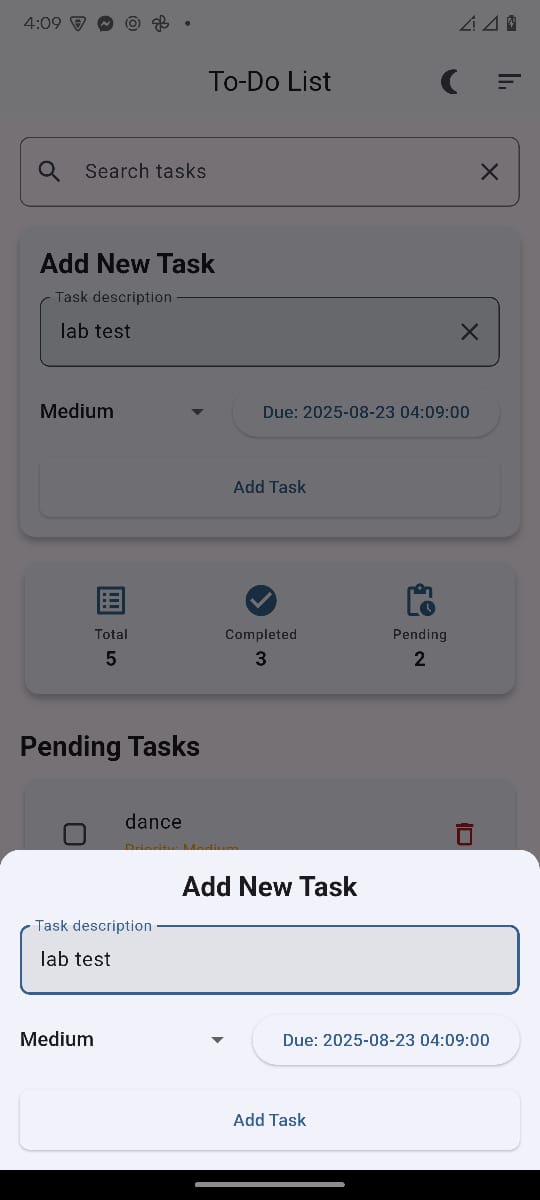 4:09
To-Do List
Search tasks
Add New Task
Task description
lab test
Medium
Due: 2025-08-23 04:09:00
Add Task
Total
Completed
Pending
5
3
2
Pending Tasks
dance
Priority: Medium
Add New Task
Task description
lab test
Medium
Due: 2025-08-23 04:09:00
Add Task